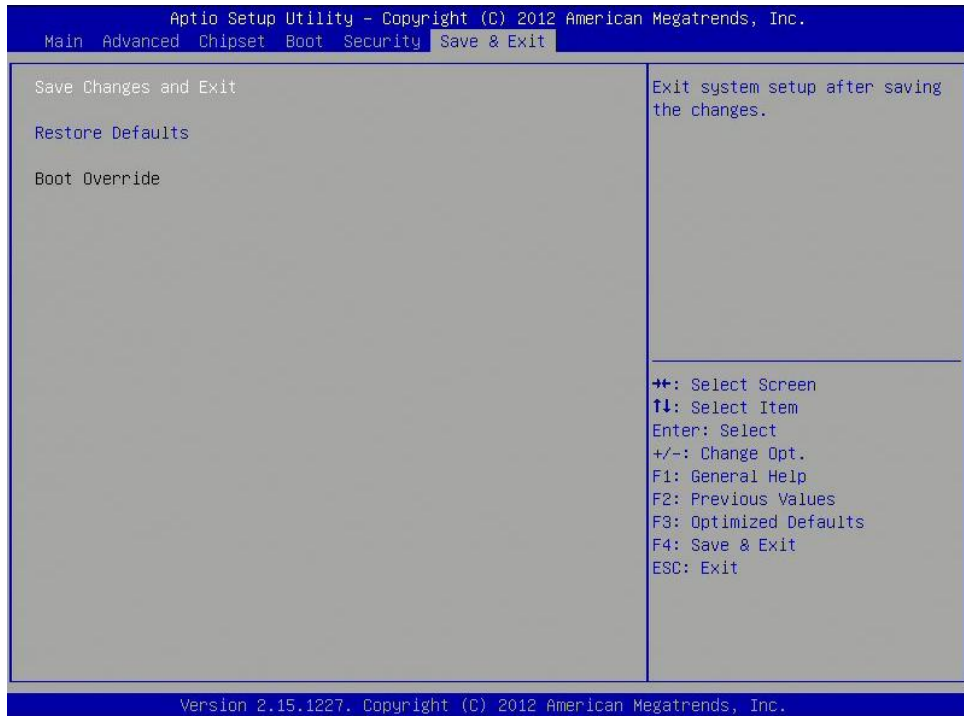 Aptio Setup Utility – Copyright (C) 2012 American Megatrends, Inc.
Main Advanced Chipset Boot Security Save & Exit
Save Changes and Exit
Restore Defaults
Boot Override
Exit system setup after saving
the changes.
→←: Select Screen
↑↓: Select Item
Enter: Select
+/-: Change Opt.
F1: General Help
F2: Previous Values
F3: Optimized Defaults
F4: Save & Exit
ESC: Exit
Version 2.15.1227. Copyright (C) 2012 American Megatrends, Inc.